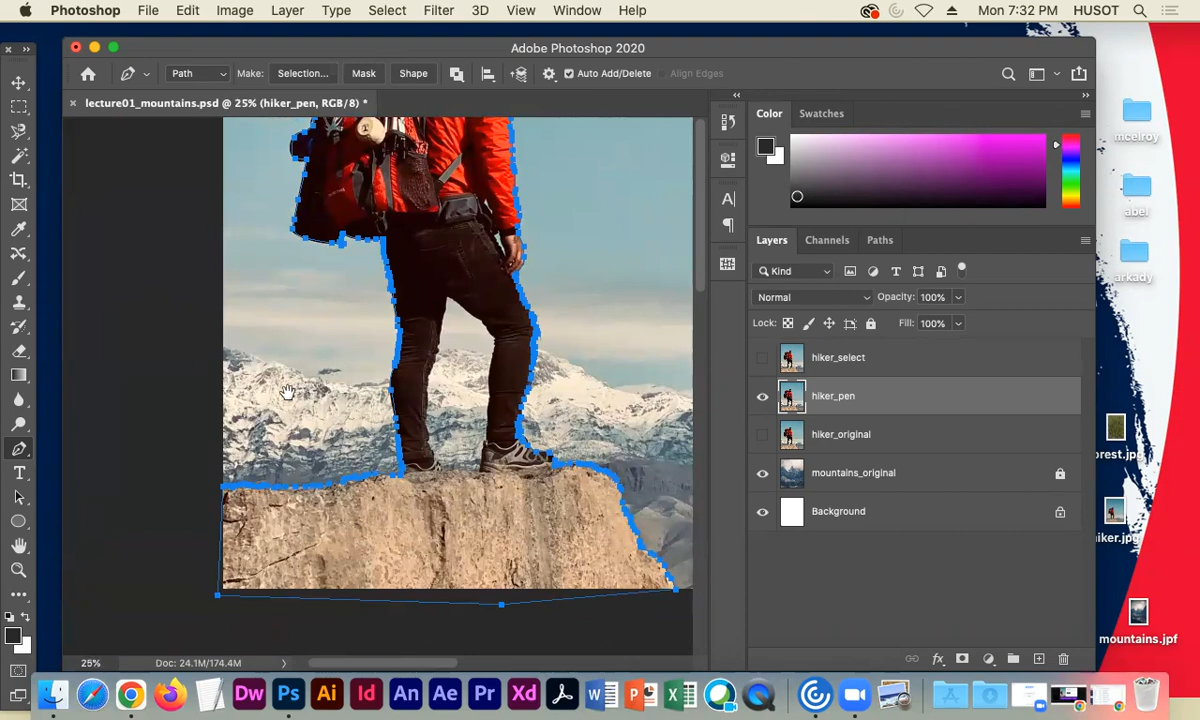 Photoshop File Edit Image Layer Type Select Filter 3D View Window Help Mon 7:32 PM HUSOT
Adobe Photoshop 2020
Path Make: Selection... Mask Shape Auto Add/Delete Align Edges
lecture01_mountains.psd @ 25% (hiker_pen, RGB/8) *
Color Swatches
mcelroy
abel
Layers Channels Paths
Kind
arkady
Normal Opacity: 100%
Lock: Fill: 100%
hiker_select
hiker_pen
hiker_original
orest.jpg
mountains_original
Background
iker.jpg
mountains.jpf
25% Doc: 24.1M/174.4M
fx
Dw Ps Ai Id An Ae Pr Xd W P X